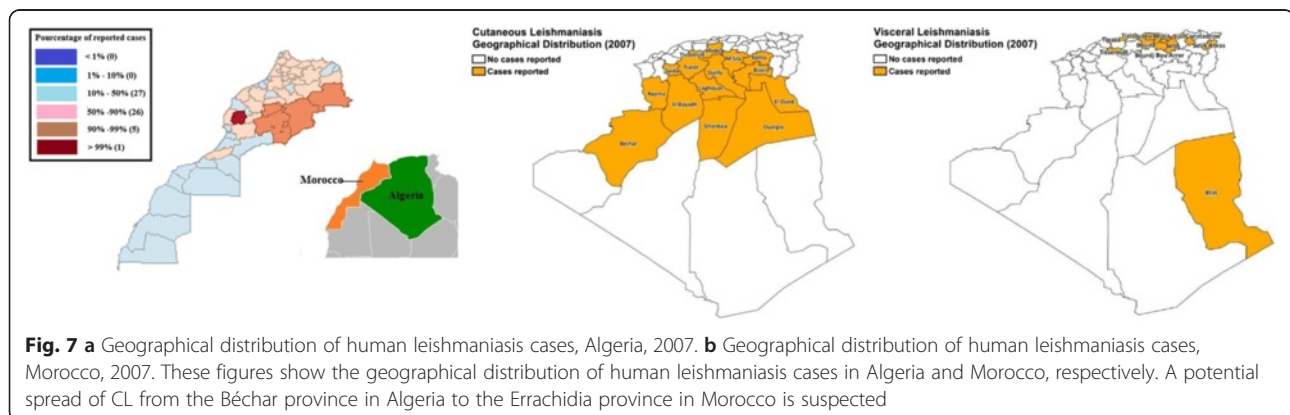 Pourcentage of reported cases
< 1% (0)
1% - 10% (0)
10% - 50% (27)
50% -90% (26)
90% -99% (5)
> 99% (1)
Morocco
Algeria
Cutaneous Leishmaniasis
Geographical Distribution (2007)
No cases reported
Cases reported
M'Sila
Tiaret
Batna
Biskra
Djelfa
Naama
Laghouat
El Bayadh
El Oued
Ghardaia
Ouargla
Béchar
Visceral Leishmaniasis
Geographical Distribution (2007)
No cases reported
Cases reported
Illizi
Fig. 7 a Geographical distribution of human leishmaniasis cases, Algeria, 2007. b Geographical distribution of human leishmaniasis cases,
Morocco, 2007. These figures show the geographical distribution of human leishmaniasis cases in Algeria and Morocco, respectively. A potential
spread of CL from the Béchar province in Algeria to the Errachidia province in Morocco is suspected